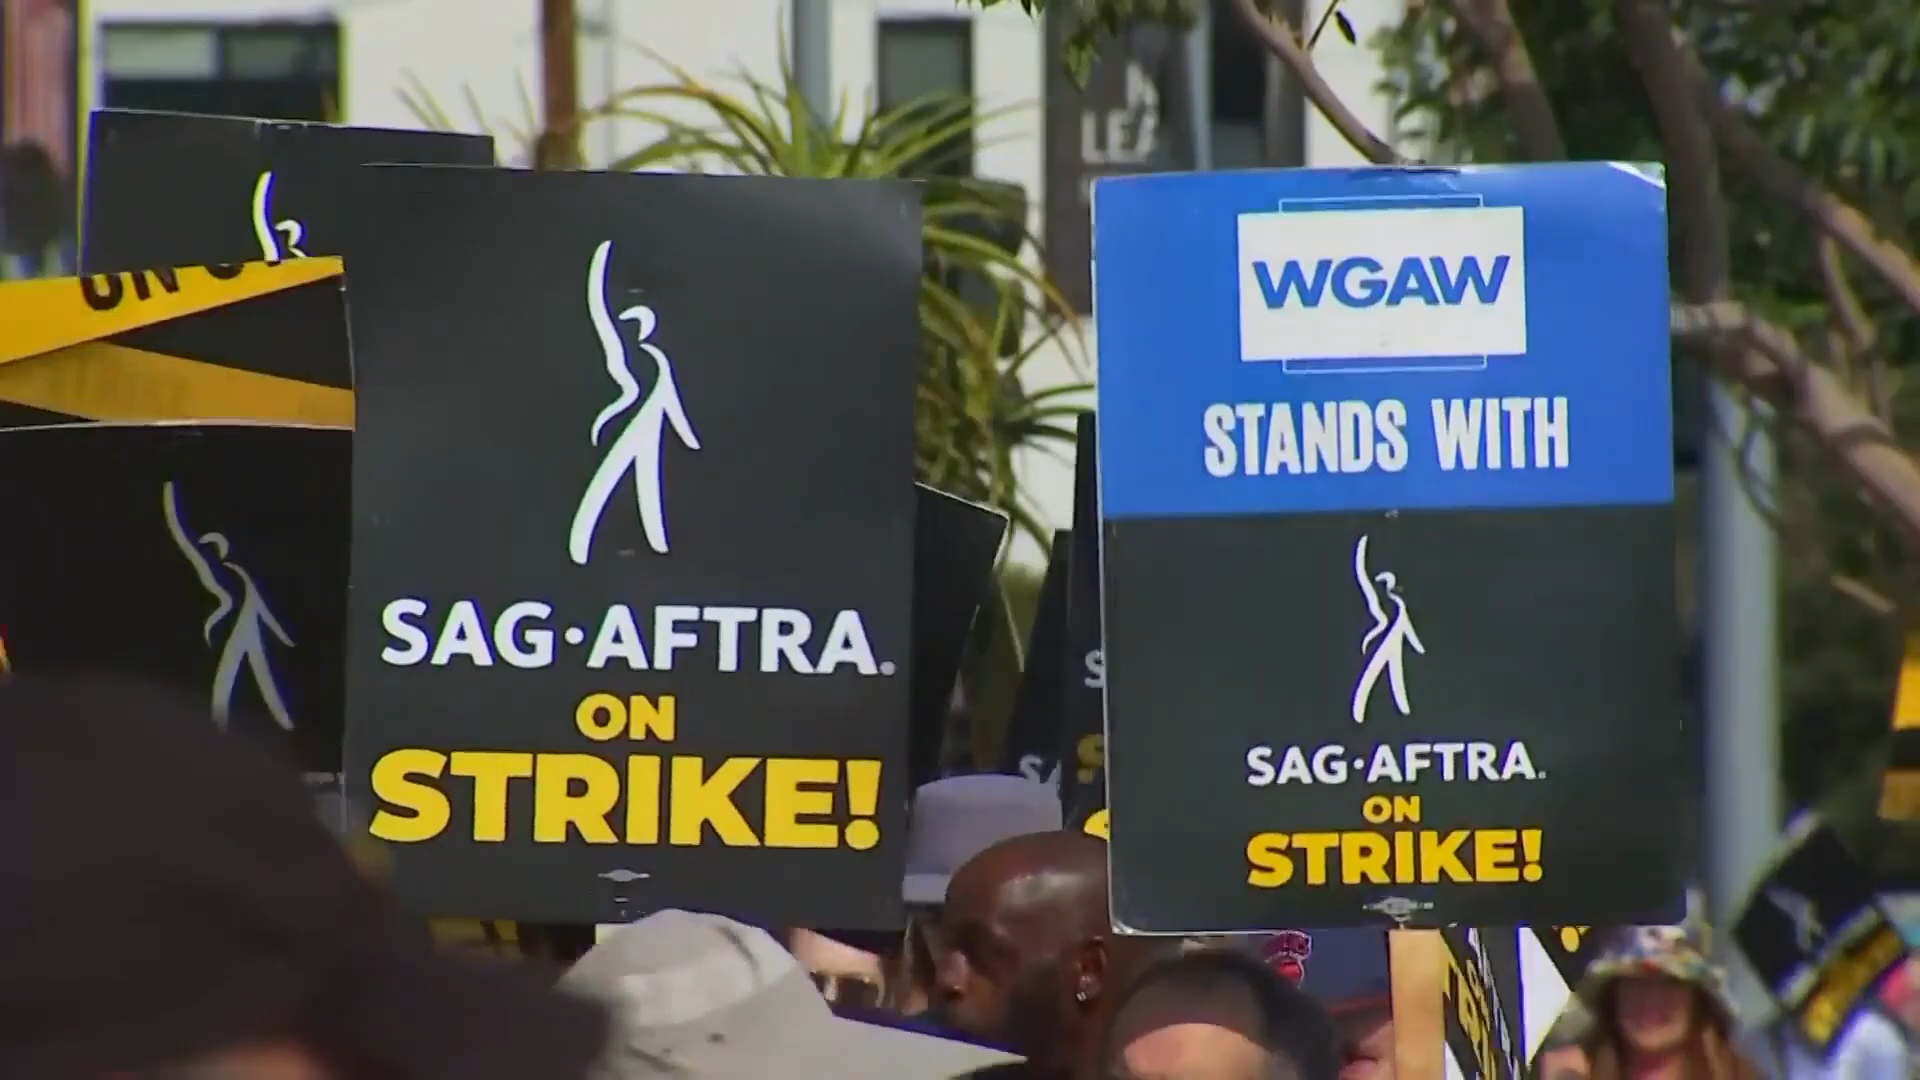 SAG·AFTRA.
ON
STRIKE!
WGAW
STANDS WITH
SAG·AFTRA.
ON
STRIKE!